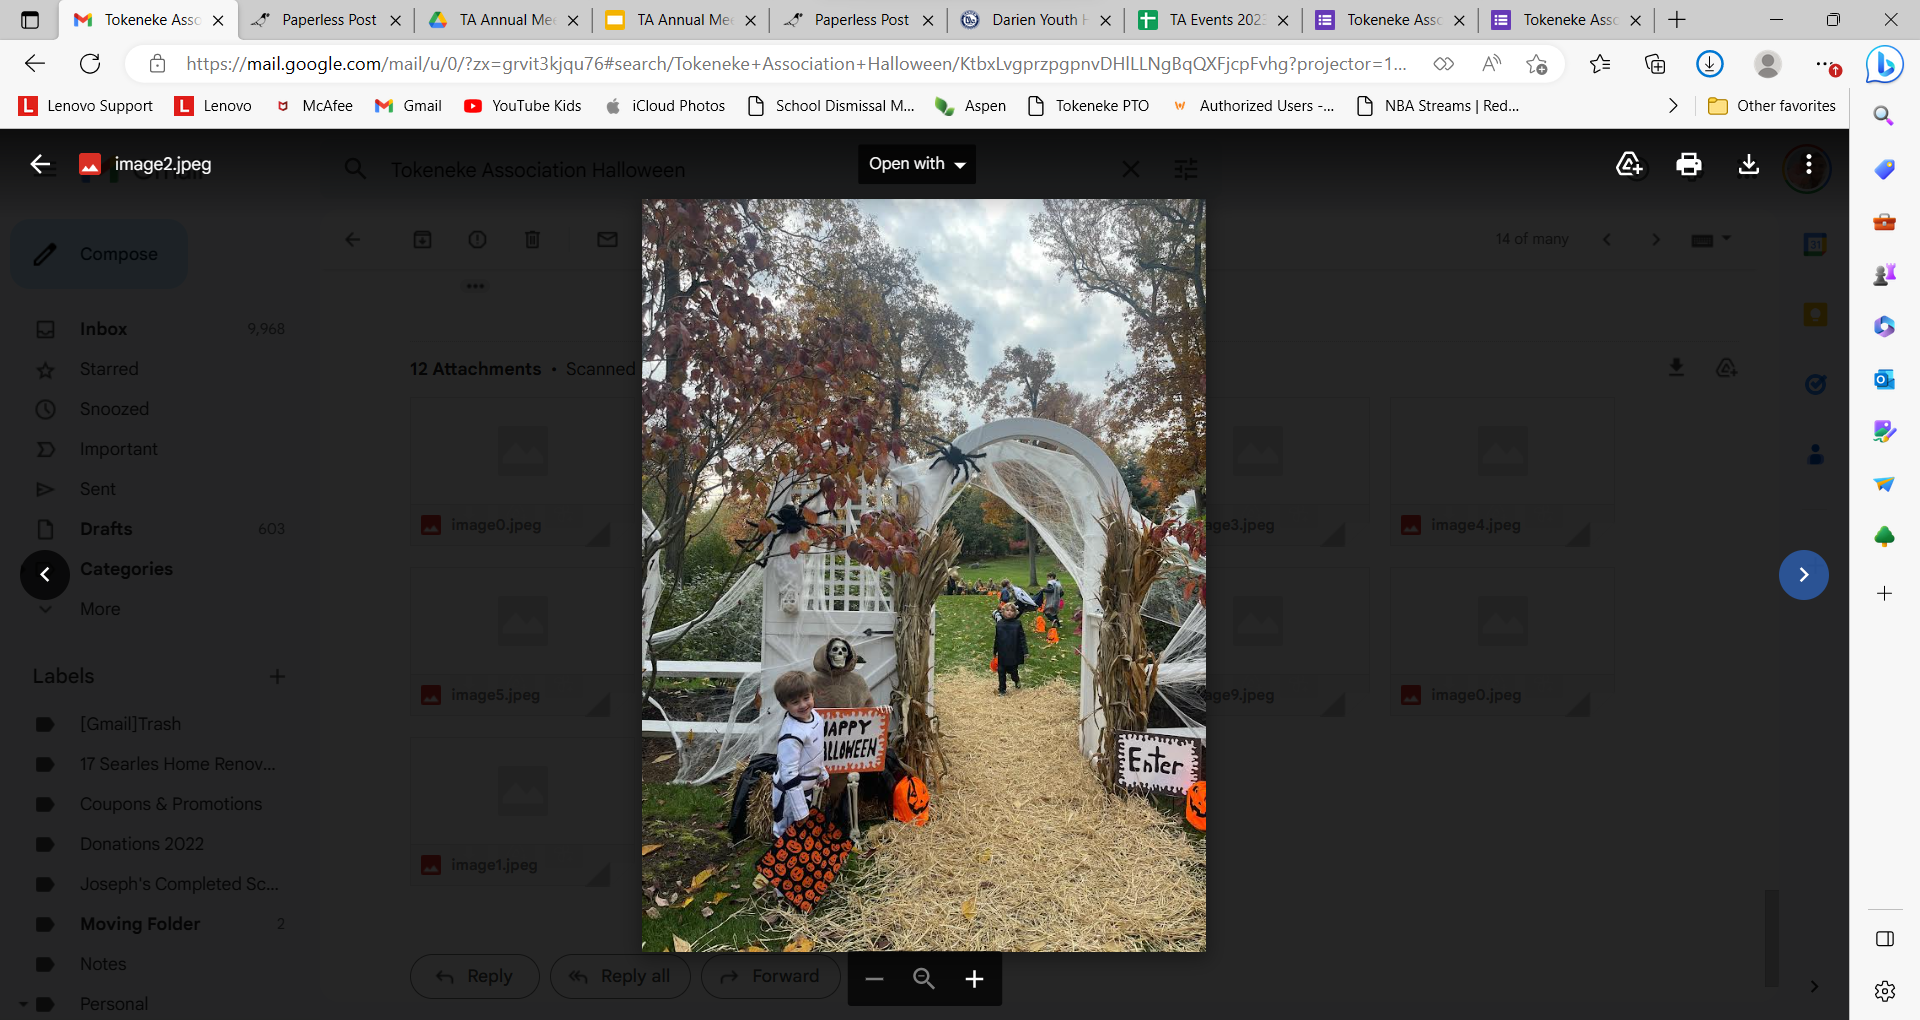 Tokeneke Asso
Paperless Post
TA Annual Me
TA Annual Me
Paperless Post
Darien Youth H
TA Events 202
Tokeneke Asso
Tokeneke Asso
https://mail.google.com/mail/u/0/?zx=grvit3kjqu76#search/Tokeneke+Association+Halloween/KtbxLvgprzpgpnvDHlLLNgBqQXFjcpFvhg?projector=1...
Lenovo Support
Lenovo
McAfee
Gmail
YouTube Kids
iCloud Photos
School Dismissal M...
Aspen
Tokeneke PTO
Authorized Users -...
NBA Streams | Red...
Other favorites
image2.jpeg
Tokeneke Association Halloween
Open with
Compose
14 of many
31
Inbox 9,968
Starred
Snoozed
Important
Sent
Drafts 603
Categories
More
12 Attachments • Scanned
image0.jpeg
age3.jpeg
image4.jpeg
image5.jpeg
age9.jpeg
image0.jpeg
image1.jpeg
HAPPY
ALLOWEEN
Enter
Labels
[Gmail]Trash
17 Searles Home Renov...
Coupons & Promotions
Donations 2022
Joseph's Completed Sc...
Moving Folder 2
Notes
Personal
Reply
Reply all
Forward